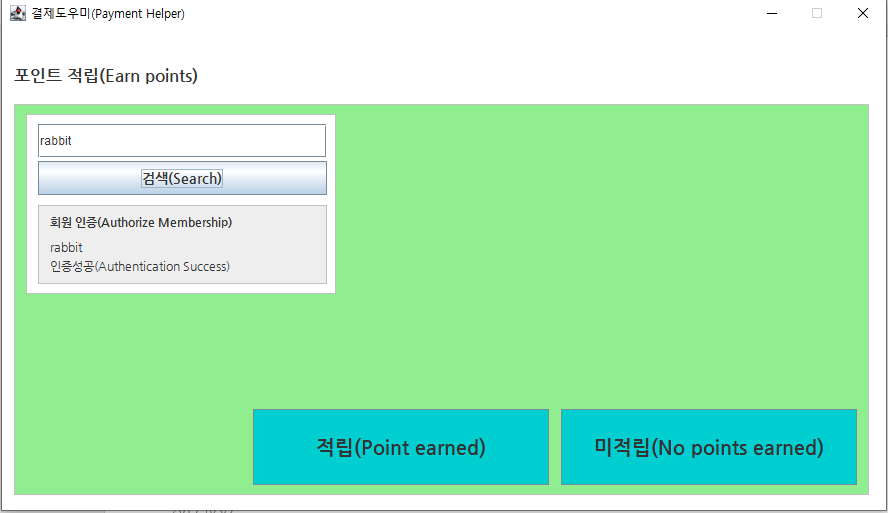 결제도우미(Payment Helper)
포인트 적립(Earn points)
rabbit
검색(Search)
회원 인증(Authorize Membership)
rabbit
인증성공(Authentication Success)
적립(Point earned)
미적립(No points earned)